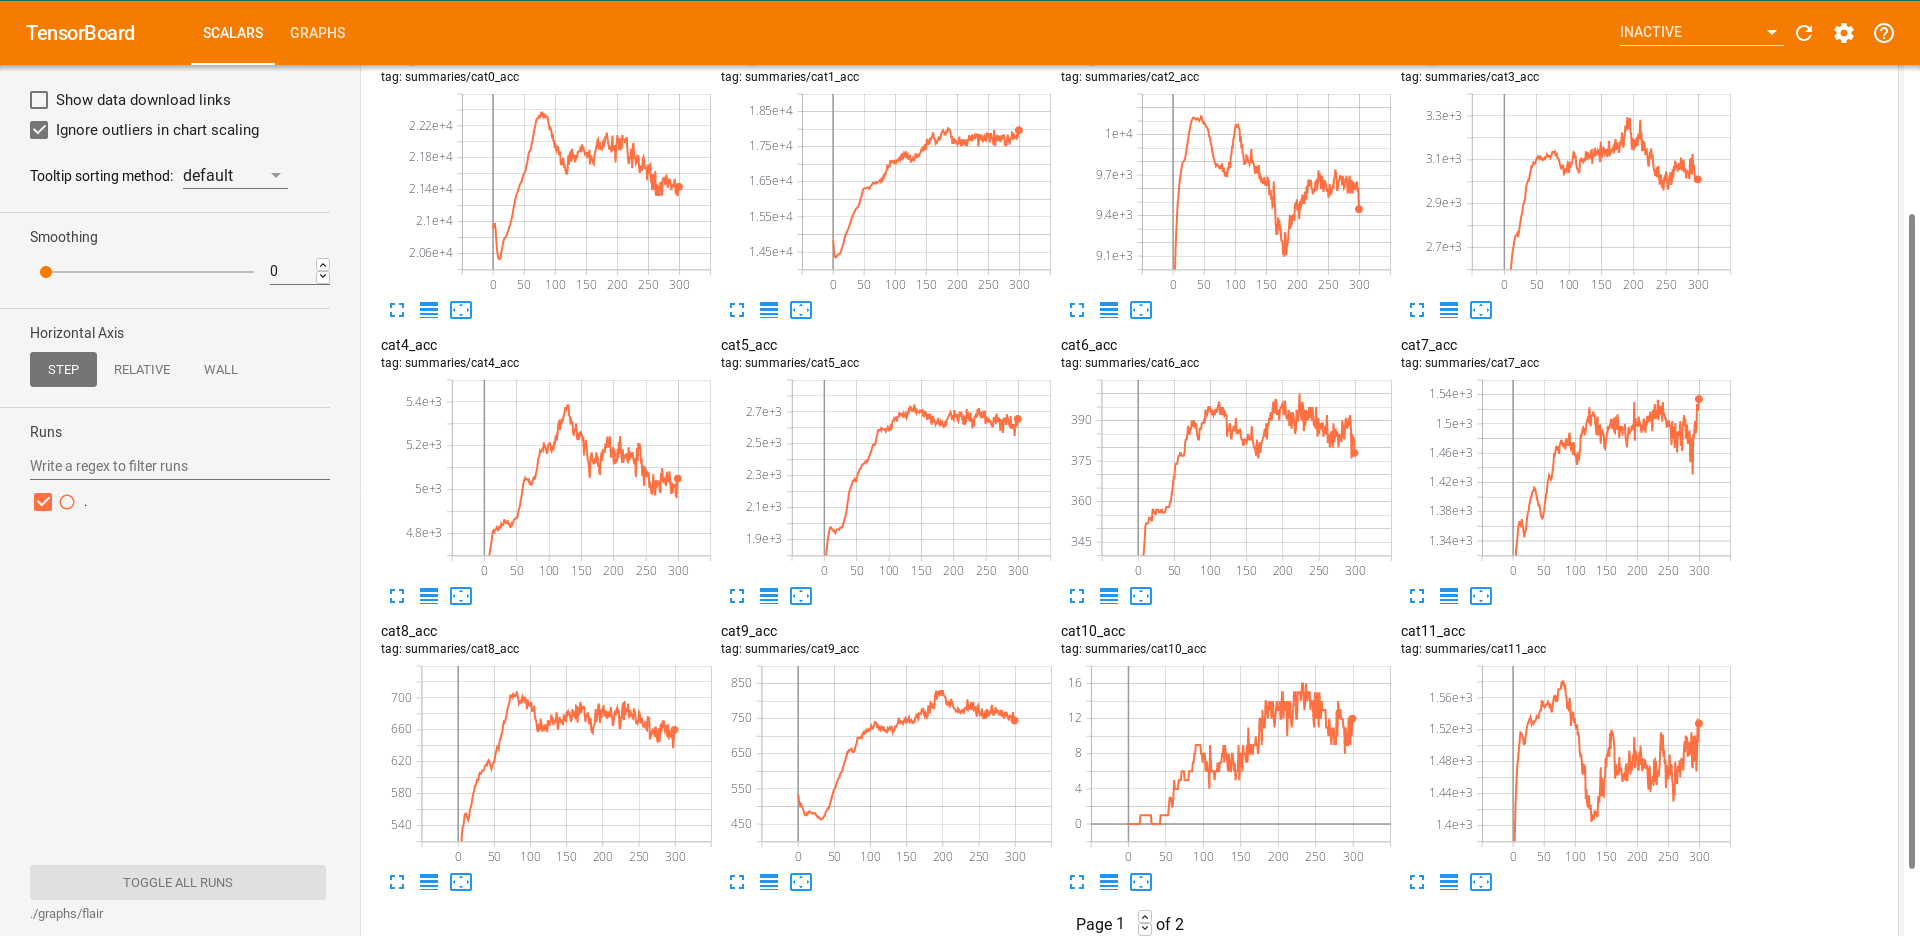 TensorBoard SCALARS GRAPHS INACTIVE
Show data download links
Ignore outliers in chart scaling
Tooltip sorting method: default
Smoothing
0
Horizontal Axis
STEP RELATIVE WALL
Runs
Write a regex to filter runs
.
TOGGLE ALL RUNS
./graphs/flair
tag: summaries/cat0_acc
2.22e+4
2.18e+4
2.14e+4
2.1e+4
2.06e+4
0 50 100 150 200 250 300
tag: summaries/cat1_acc
1.85e+4
1.75e+4
1.65e+4
1.55e+4
1.45e+4
0 50 100 150 200 250 300
tag: summaries/cat2_acc
1e+4
9.7e+3
9.4e+3
9.1e+3
0 50 100 150 200 250 300
tag: summaries/cat3_acc
3.3e+3
3.1e+3
2.9e+3
2.7e+3
0 50 100 150 200 250 300
cat4_acc
tag: summaries/cat4_acc
5.4e+3
5.2e+3
5e+3
4.8e+3
0 50 100 150 200 250 300
cat5_acc
tag: summaries/cat5_acc
2.7e+3
2.5e+3
2.3e+3
2.1e+3
1.9e+3
0 50 100 150 200 250 300
cat6_acc
tag: summaries/cat6_acc
390
375
360
345
0 50 100 150 200 250 300
cat7_acc
tag: summaries/cat7_acc
1.54e+3
1.5e+3
1.46e+3
1.42e+3
1.38e+3
1.34e+3
0 50 100 150 200 250 300
cat8_acc
tag: summaries/cat8_acc
700
660
620
580
540
0 50 100 150 200 250 300
cat9_acc
tag: summaries/cat9_acc
850
750
650
550
450
0 50 100 150 200 250 300
cat10_acc
tag: summaries/cat10_acc
16
12
8
4
0
0 50 100 150 200 250 300
cat11_acc
tag: summaries/cat11_acc
1.56e+3
1.52e+3
1.48e+3
1.44e+3
1.4e+3
0 50 100 150 200 250 300
Page 1 of 2